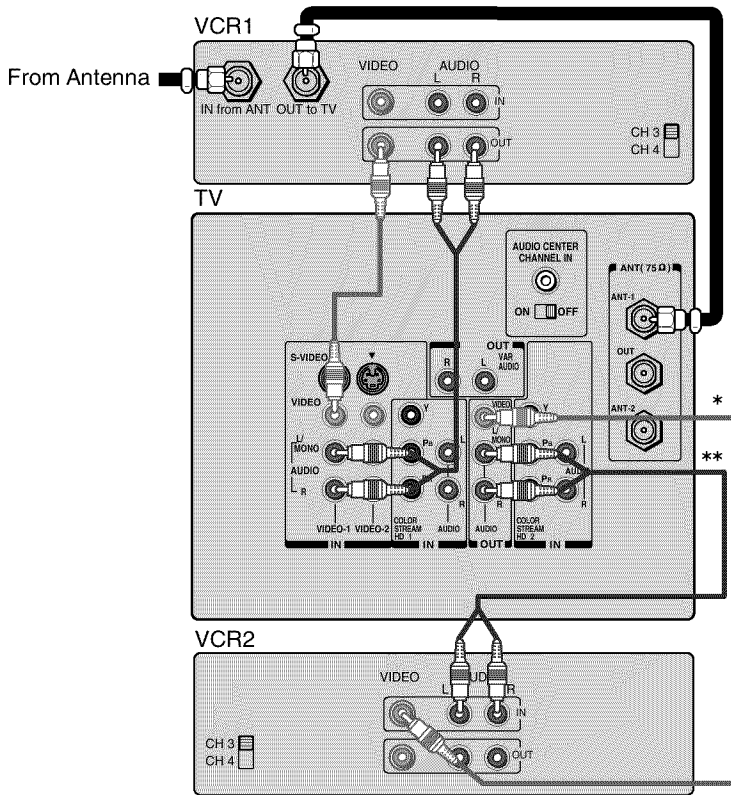 VCR1
VIDEO AUDIO
L R
From Antenna
IN from ANT OUT to TV
IN
OUT
CH 3
CH 4
TV
AUDIO CENTER
CHANNEL IN
ON OFF
ANT( 75 Ω )
ANT-1
OUT
ANT-2
S-VIDEO
OUT
R L VAR
AUDIO
VIDEO
Y
VIDEO
Y
*
L/
MONO
PB
L
L/
MONO
PB
L
**
AUDIO
R
R
R
PR
R
VIDEO-1 VIDEO-2
COLOR
STREAM
HD 1
AUDIO
AUDIO
COLOR
STREAM
HD 2
IN
IN
OUT
IN
VCR2
VIDEO
L R
IN
OUT
CH 3
CH 4